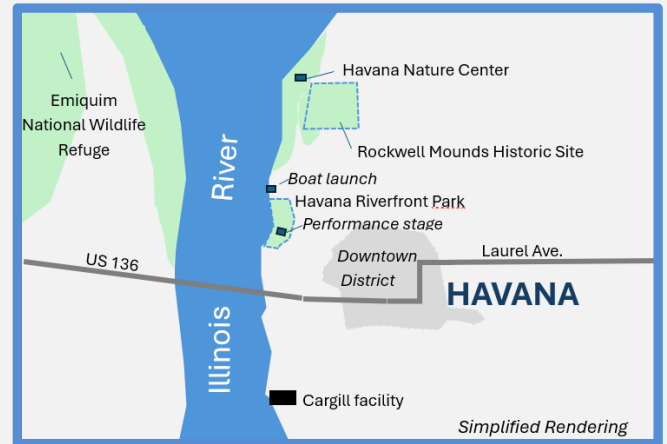 Havana Nature Center
Emiquim
National Wildlife
Refuge
Rockwell Mounds Historic Site
River
Boat launch
Havana Riverfront Park
Performance stage
US 136
Downtown
District
Laurel Ave.
HAVANA
Illinois
Cargill facility
Simplified Rendering